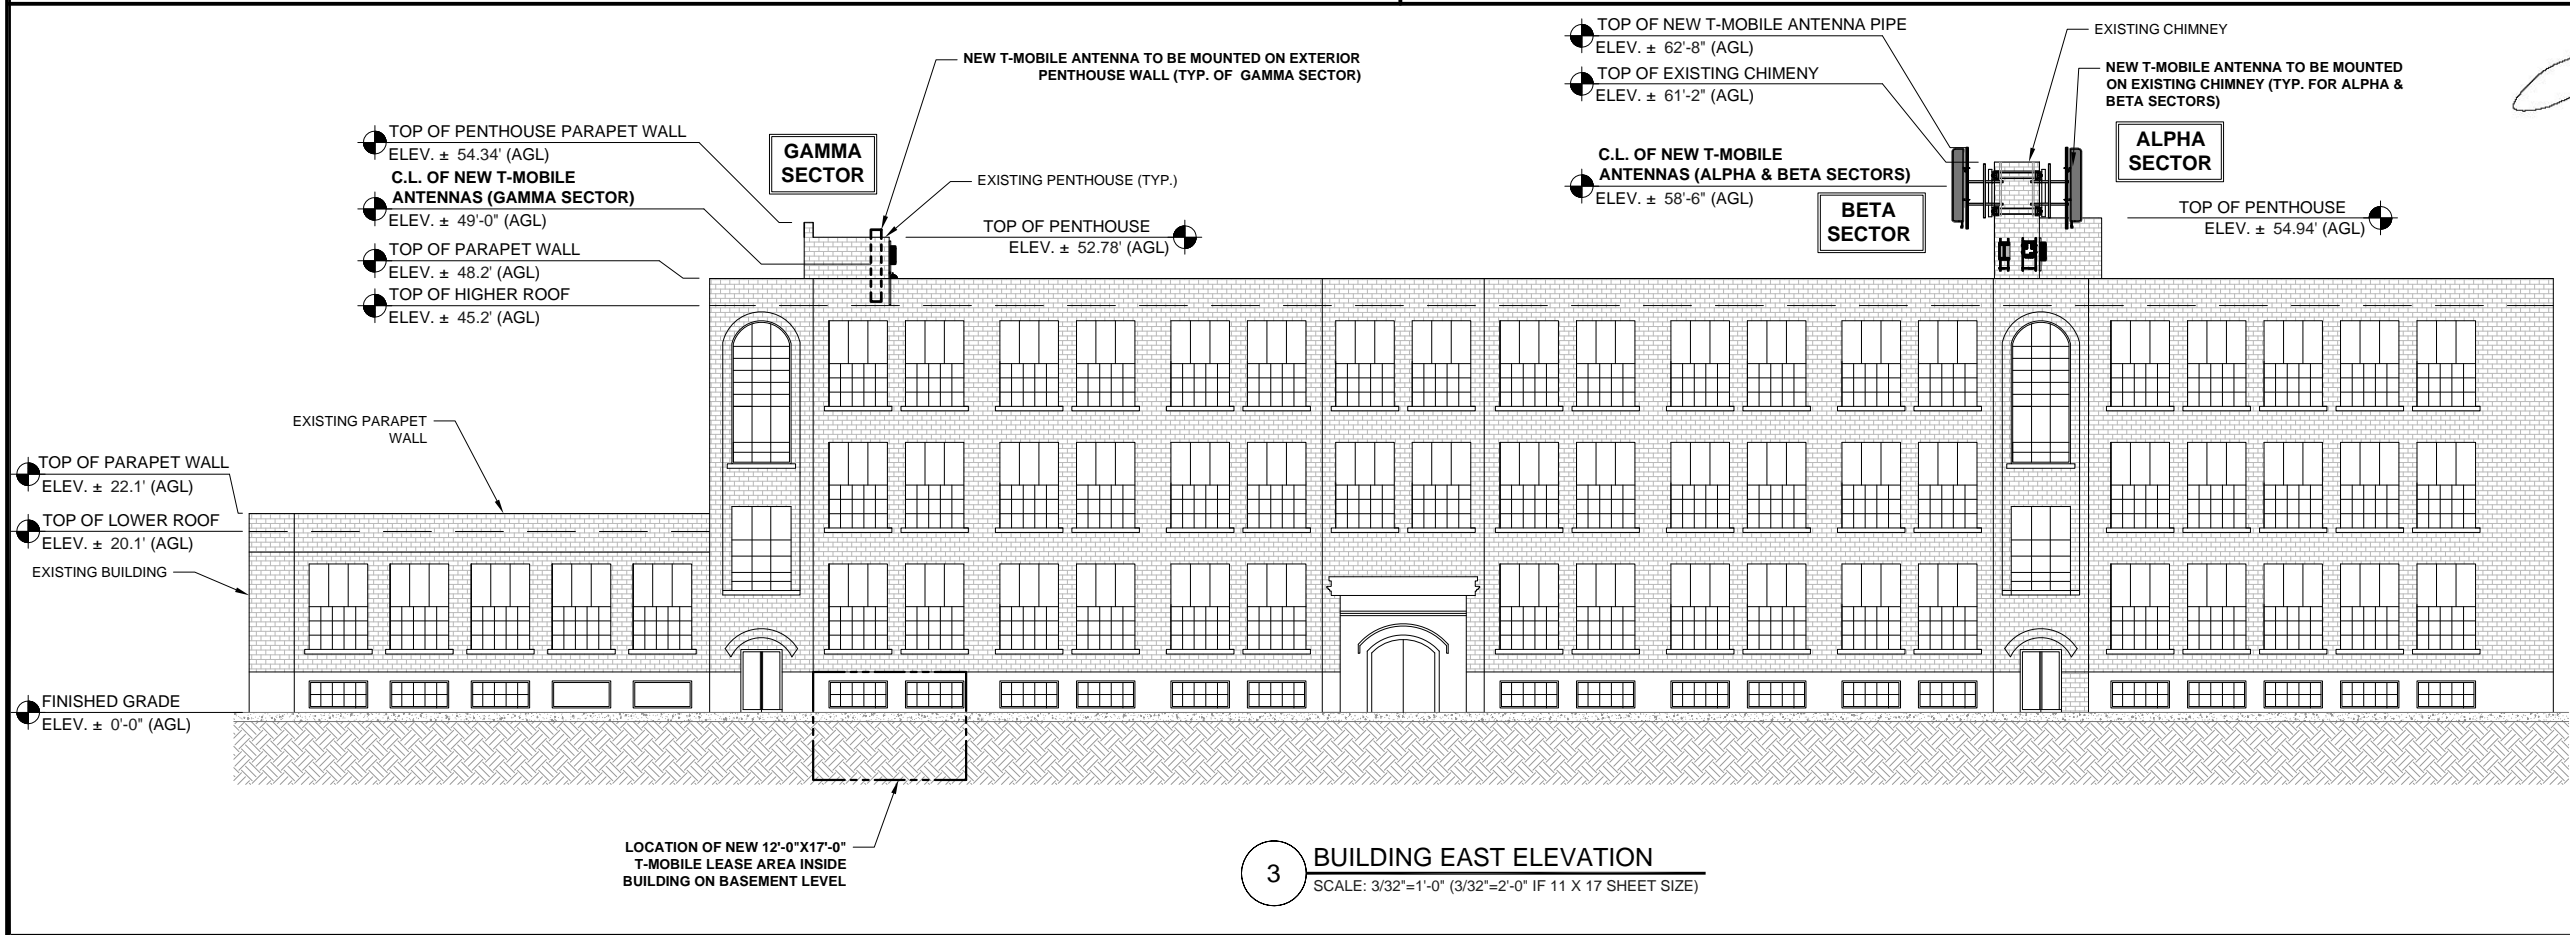 TOP OF NEW T-MOBILE ANTENNA PIPE
ELEV. ± 62'-8" (AGL)
TOP OF EXISTING CHIMENY
ELEV. ± 61'-2" (AGL)
C.L. OF NEW T-MOBILE
ANTENNAS (ALPHA & BETA SECTORS)
ELEV. ± 58'-6" (AGL)
EXISTING CHIMNEY
NEW T-MOBILE ANTENNA TO BE MOUNTED
ON EXISTING CHIMNEY (TYP. FOR ALPHA &
BETA SECTORS)
ALPHA
SECTOR
BETA
SECTOR
TOP OF PENTHOUSE
ELEV. ± 54.94' (AGL)
NEW T-MOBILE ANTENNA TO BE MOUNTED ON EXTERIOR
PENTHOUSE WALL (TYP. OF GAMMA SECTOR)
GAMMA
SECTOR
EXISTING PENTHOUSE (TYP.)
TOP OF PENTHOUSE
ELEV. ± 52.78' (AGL)
TOP OF PENTHOUSE PARAPET WALL
ELEV. ± 54.34' (AGL)
C.L. OF NEW T-MOBILE
ANTENNAS (GAMMA SECTOR)
ELEV. ± 49'-0" (AGL)
TOP OF PARAPET WALL
ELEV. ± 48.2' (AGL)
TOP OF HIGHER ROOF
ELEV. ± 45.2' (AGL)
EXISTING PARAPET
WALL
TOP OF PARAPET WALL
ELEV. ± 22.1' (AGL)
TOP OF LOWER ROOF
ELEV. ± 20.1' (AGL)
EXISTING BUILDING
FINISHED GRADE
ELEV. ± 0'-0" (AGL)
LOCATION OF NEW 12'-0"X17'-0"
T-MOBILE LEASE AREA INSIDE
BUILDING ON BASEMENT LEVEL
3
BUILDING EAST ELEVATION
SCALE: 3/32"=1'-0" (3/32"=2'-0" IF 11 X 17 SHEET SIZE)